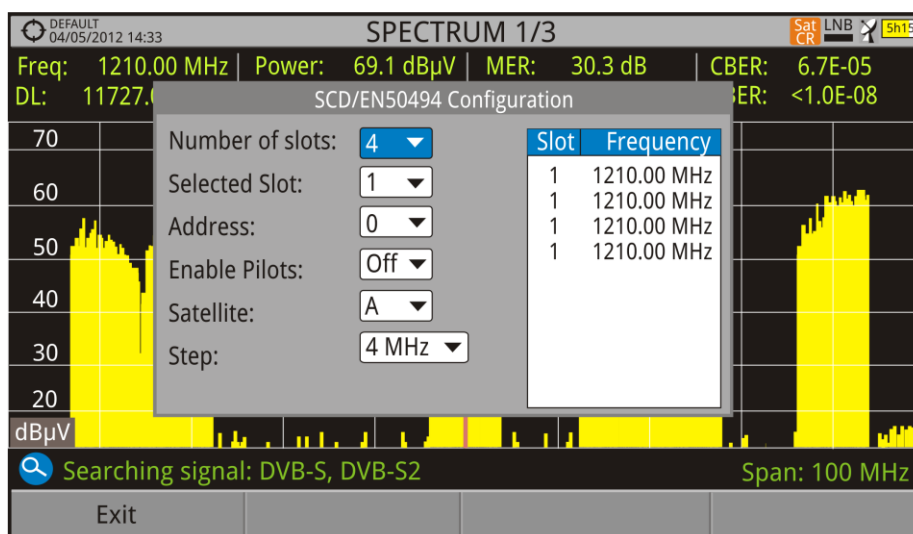 DEFAULT
04/05/2012 14:33
SPECTRUM 1/3
Sat CR
LNB
5h15
Freq: 1210.00 MHz Power: 69.1 dBµV MER: 30.3 dB CBER: 6.7E-05
DL: 11727. BER: <1.0E-08
SCD/EN50494 Configuration
Number of slots: 4
Selected Slot: 1
Address: 0
Enable Pilots: Off
Satellite: A
Step: 4 MHz
Slot Frequency
1 1210.00 MHz
1 1210.00 MHz
1 1210.00 MHz
1 1210.00 MHz
70
60
50
40
30
20
dBµV
Searching signal: DVB-S, DVB-S2 Span: 100 MHz
Exit